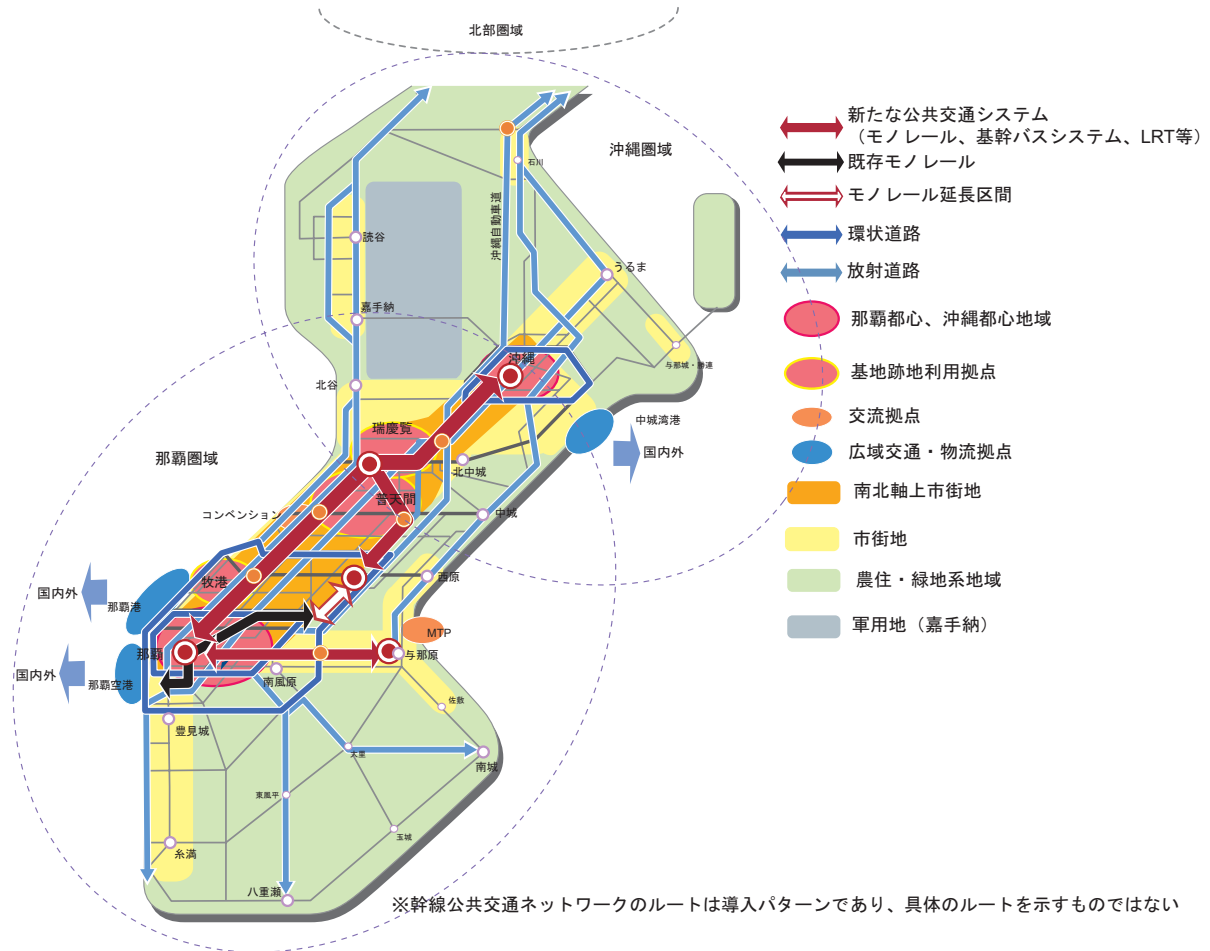 北部圏域
沖縄圏域
石川
沖縄自動車道
読谷
うるま
嘉手納
沖縄
与那城・勝連
北谷
中城湾港
国内外
瑞慶覧
北中城
那覇圏域
普天間
コンベンション
中城
牧港
西原
国内外
那覇港
MTP
那覇
与那原
国内外
那覇空港
南風原
佐敷
豊見城
大里
南城
東風平
玉城
糸満
八重瀬
新たな公共交通システム
（モノレール、基幹バスシステム、LRT等）
既存モノレール
モノレール延長区間
環状道路
放射道路
那覇都心、沖縄都心地域
基地跡地利用拠点
交流拠点
広域交通・物流拠点
南北軸上市街地
市街地
農住・緑地系地域
軍用地（嘉手納）
※幹線公共交通ネットワークのルートは導入パターンであり、具体のルートを示すものではない